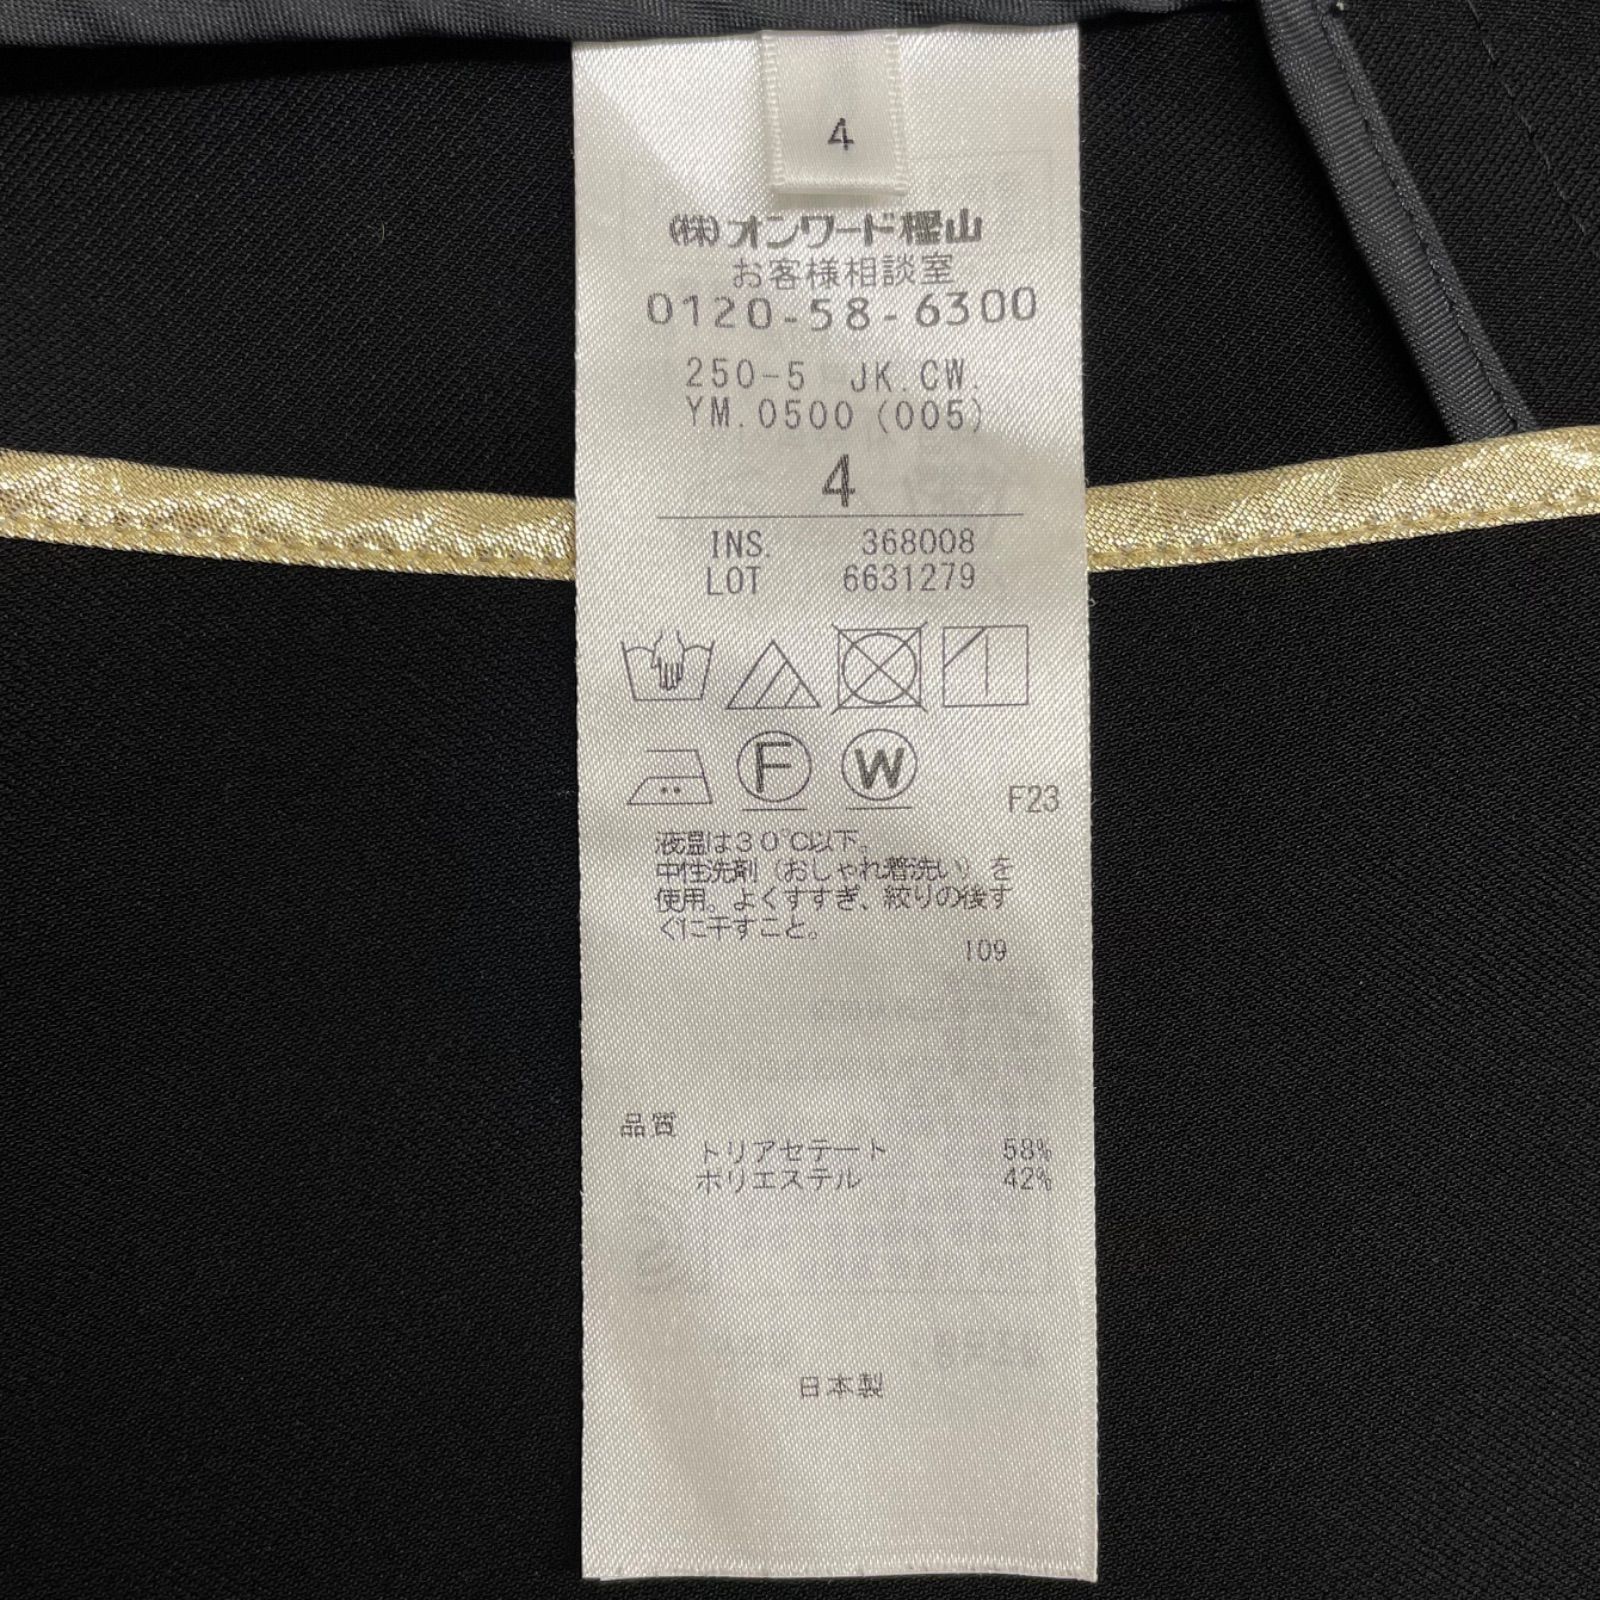 4
(株)オンワード樫山
お客様相談室
0120-58-6300
250-5 JK.CW.
YM.0500(005)
4
INS. 368008
LOT 6631279
F W
F23
液温は30℃以下。
中性洗剤(おしゃれ着洗い)を
使用。よくすすぎ、絞りの後す
ぐに干すこと。
109
品質
トリアセテート 58%
ポリエステル 42%
日本製